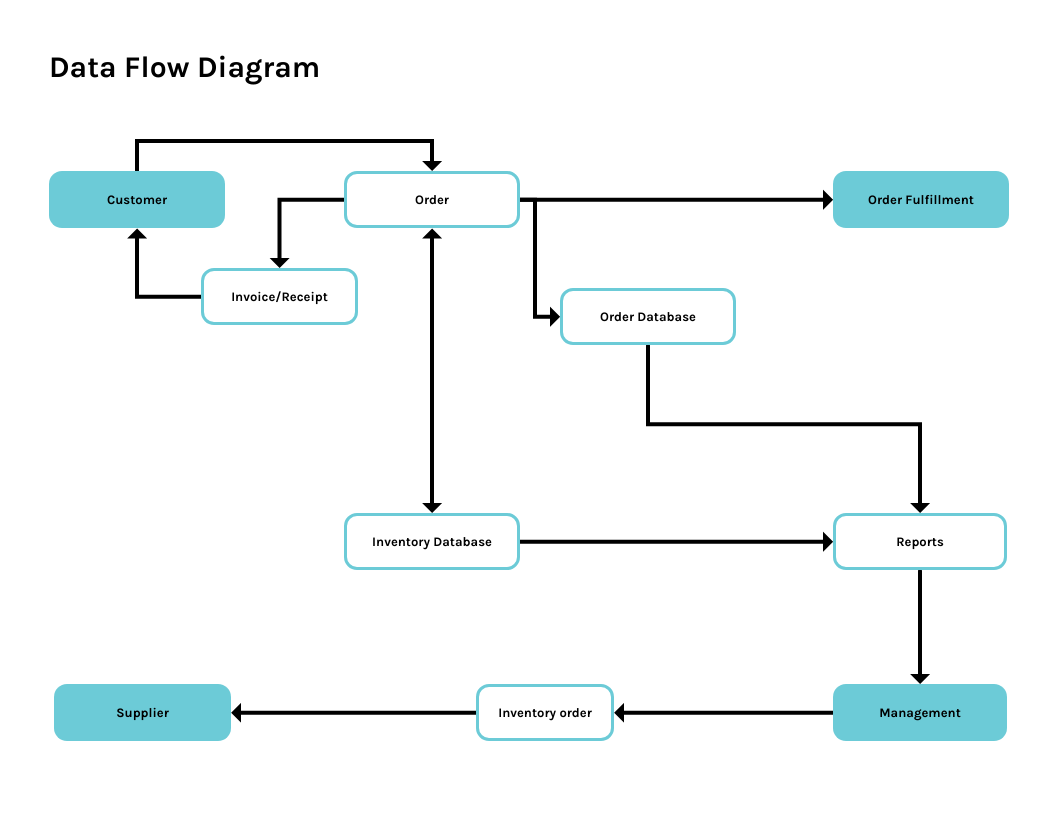 Data Flow Diagram
Customer
Order
Order Fulfillment
Invoice/Receipt
Order Database
Inventory Database
Reports
Supplier
Inventory order
Management